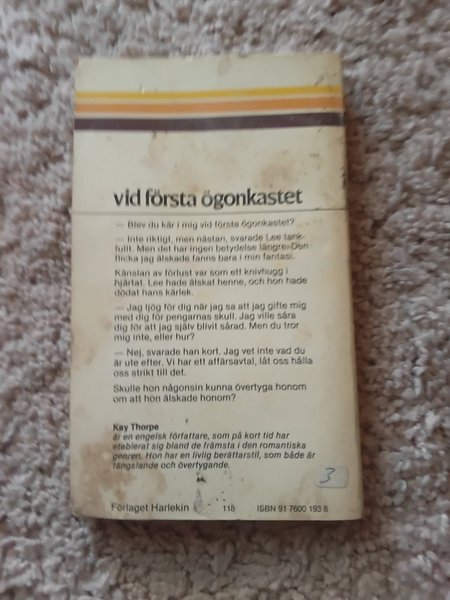 vid första ögonkastet
— Blev du kär i mig vid första ögonkastet?
— Inte riktigt, men nästan, svarade Lee tank-
fullt. Men det har ingen betydelse längre. Den
flicka jag älskade fanns bara i min fantasi.
Känslan av förlust var som ett knivhugg i
hjärtat. Lee hade älskat henne, och hon hade
dödat hans kärlek.
— Jag ljög för dig när jag sa att jag gifte mig
med dig för pengarnas skull. Jag ville såra
dig för att jag själv blivit sårad. Men du tror
mig inte, eller hur?
— Nej, svarade han kort. Jag vet inte vad du
är ute efter. Vi har ett affärsavtal, låt oss hålla
oss strikt till det.
Skulle hon någonsin kunna övertyga honom
om att hon älskade honom?
Kay Thorpe
är en engelsk författare, som på kort tid har
etablerat sig bland de främsta i den romantiska
genren. Hon har en livlig berättarstil, som både är
fängslande och övertygande.
3
Förlaget Harlekin 118 ISBN 91 7600 193 8